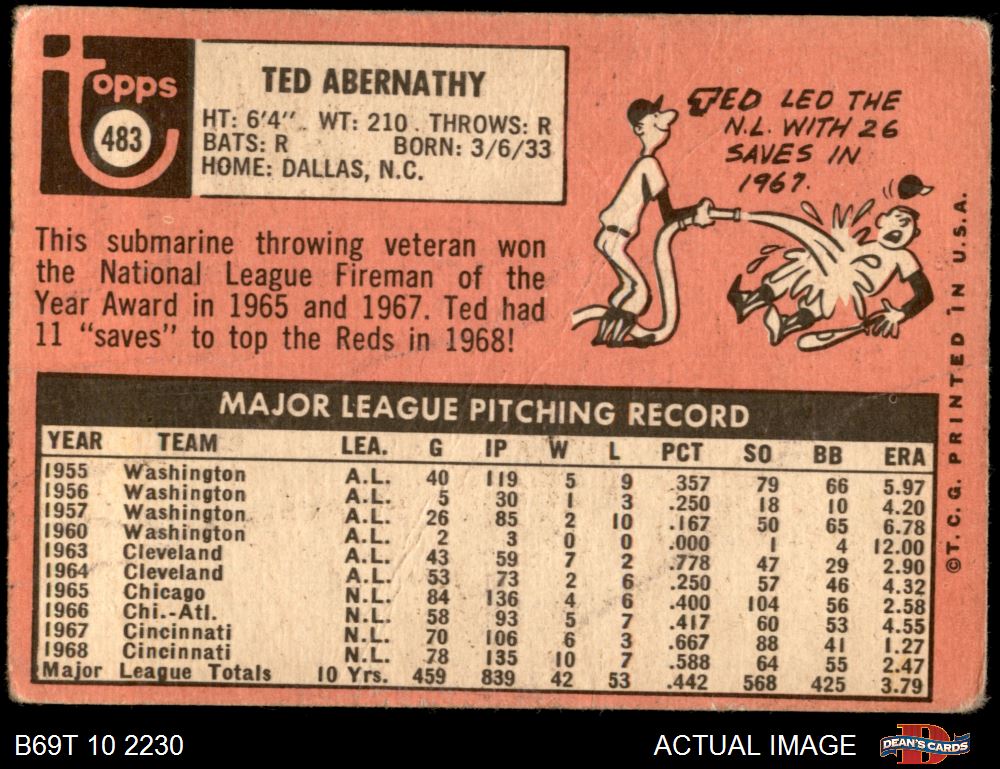 topps
483
TED ABERNATHY
HT: 6'4" WT: 210 THROWS: R
BATS: R BORN: 3/6/33
HOME: DALLAS, N.C.
TED LED THE
N.L. WITH 26
SAVES IN
1967.
This submarine throwing veteran won
the National League Fireman of the
Year Award in 1965 and 1967. Ted had
11 "saves" to top the Reds in 1968!
MAJOR LEAGUE PITCHING RECORD
YEAR TEAM LEA. G IP W L PCT SO BB ERA
1955 Washington A.L. 40 119 5 9 .357 79 66 5.97
1956 Washington A.L. 5 30 1 3 .250 18 10 4.20
1957 Washington A.L. 26 85 2 10 .167 50 65 6.78
1960 Washington A.L. 2 3 0 0 .000 1 4 12.00
1963 Cleveland A.L. 43 59 7 2 .778 47 29 2.90
1964 Cleveland A.L. 53 73 2 6 .250 57 46 4.32
1965 Chicago N.L. 84 136 4 6 .400 104 56 2.58
1966 Chi.-Atl. N.L. 58 93 5 7 .417 60 53 4.55
1967 Cincinnati N.L. 70 106 6 3 .667 88 41 1.27
1968 Cincinnati N.L. 78 135 10 7 .588 64 55 2.47
Major League Totals 10 Yrs. 459 839 42 53 .442 568 425 3.79
©T.C.G. PRINTED IN U.S.A.
B69T 10 2230
ACTUAL IMAGE
DEAN'S CARDS